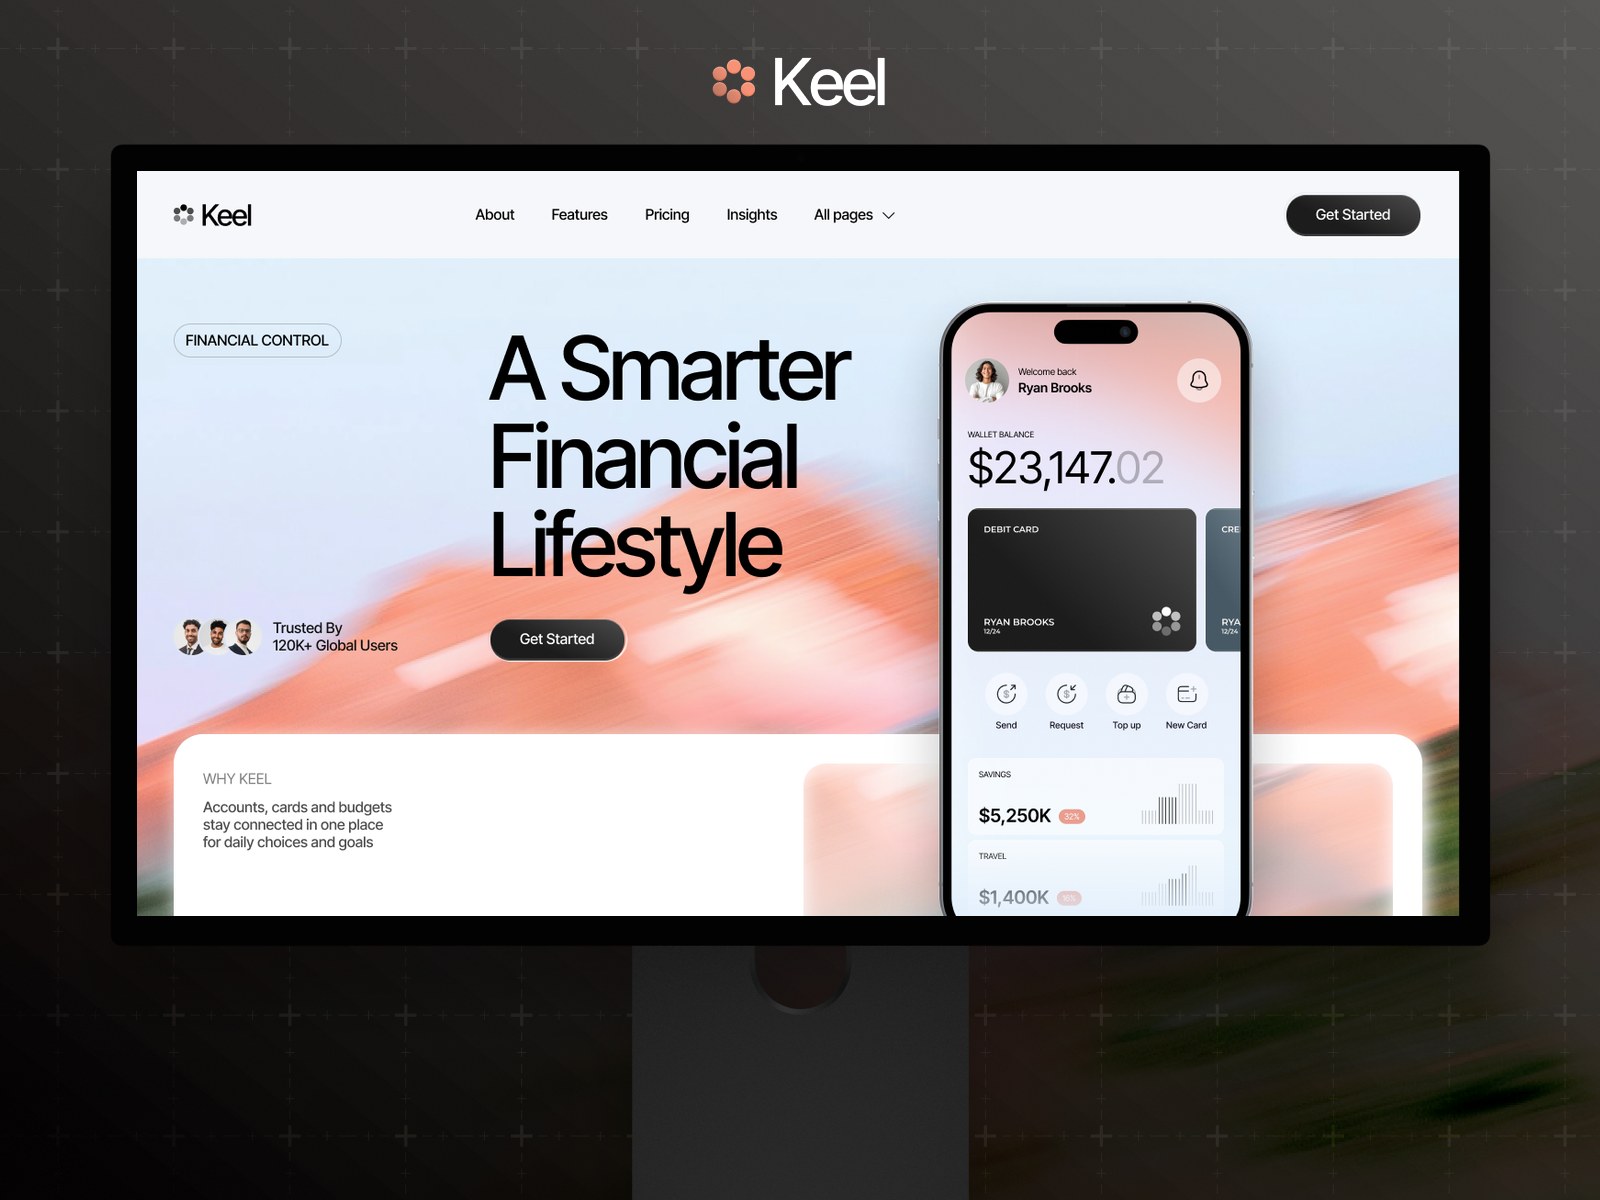 Keel
Keel
About
Features
Pricing
Insights
All pages
Get Started
FINANCIAL CONTROL
A Smarter
Financial
Lifestyle
Trusted By
120K+ Global Users
Get Started
WHY KEEL
Accounts, cards and budgets
stay connected in one place
for daily choices and goals
Welcome back
Ryan Brooks
WALLET BALANCE
$23,147.02
DEBIT CARD
RYAN BROOKS
12/24
CRE
RYA
12/24
Send
Request
Top up
New Card
SAVINGS
$5,250K
32%
TRAVEL
$1,400K